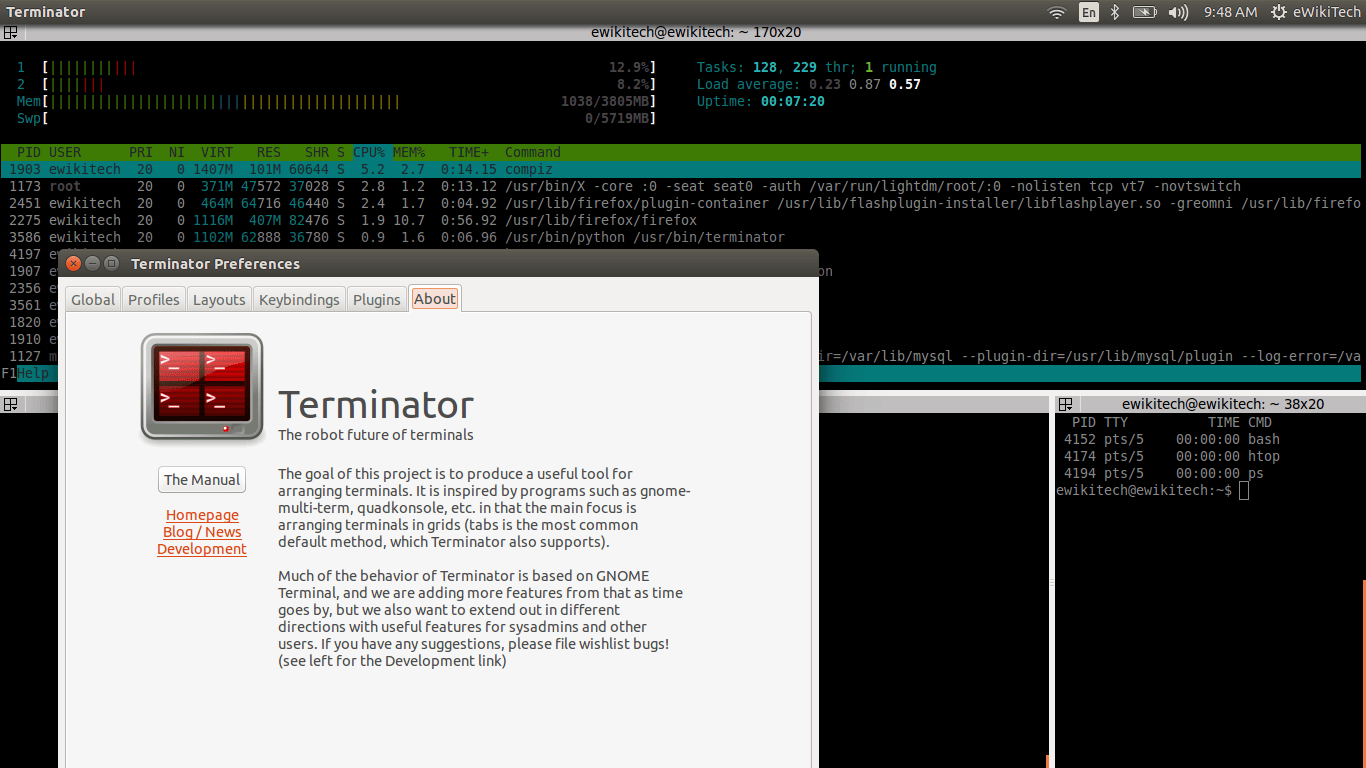 Terminator
En
9:48 AM
eWikiTech
ewikitech@ewikitech: ~ 170x20
1 [||||||||||| 12.9%] Tasks: 128, 229 thr; 1 running
2 [||||||| 8.2%] Load average: 0.23 0.87 0.57
Mem[|||||||||||||||||||||||||||||||||||||||||||| 1038/3805MB] Uptime: 00:07:20
Swp[ 0/5719MB]
PID USER PRI NI VIRT RES SHR S CPU% MEM% TIME+ Command
1903 ewikitech 20 0 1407M 101M 60644 S 5.2 2.7 0:14.15 compiz
1173 root 20 0 371M 47572 37028 S 2.8 1.2 0:13.12 /usr/bin/X -core :0 -seat seat0 -auth /var/run/lightdm/root/:0 -nolisten tcp vt7 -novtswitch
2451 ewikitech 20 0 464M 64716 46440 S 2.4 1.7 0:04.92 /usr/lib/firefox/plugin-container /usr/lib/flashplugin-installer/libflashplayer.so -greomni /usr/lib/firefo
2275 ewikitech 20 0 1116M 407M 82476 S 1.9 10.7 0:56.92 /usr/lib/firefox/firefox
3586 ewikitech 20 0 1102M 62888 36780 S 0.9 1.6 0:06.96 /usr/bin/python /usr/bin/terminator
4197
1907 e on
2356 e
3561 e
1820 e
1910 e
1127 m ir=/var/lib/mysql --plugin-dir=/usr/lib/mysql/plugin --log-error=/va
F1Help
Terminator Preferences
Global Profiles Layouts Keybindings Plugins About
Terminator
The robot future of terminals
The Manual
Homepage
Blog / News
Development
The goal of this project is to produce a useful tool for
arranging terminals. It is inspired by programs such as gnome-
multi-term, quadkonsole, etc. in that the main focus is
arranging terminals in grids (tabs is the most common
default method, which Terminator also supports).
Much of the behavior of Terminator is based on GNOME
Terminal, and we are adding more features from that as time
goes by, but we also want to extend out in different
directions with useful features for sysadmins and other
users. If you have any suggestions, please file wishlist bugs!
(see left for the Development link)
ewikitech@ewikitech: ~ 38x20
PID TTY TIME CMD
4152 pts/5 00:00:00 bash
4174 pts/5 00:00:00 htop
4194 pts/5 00:00:00 ps
ewikitech@ewikitech:~$